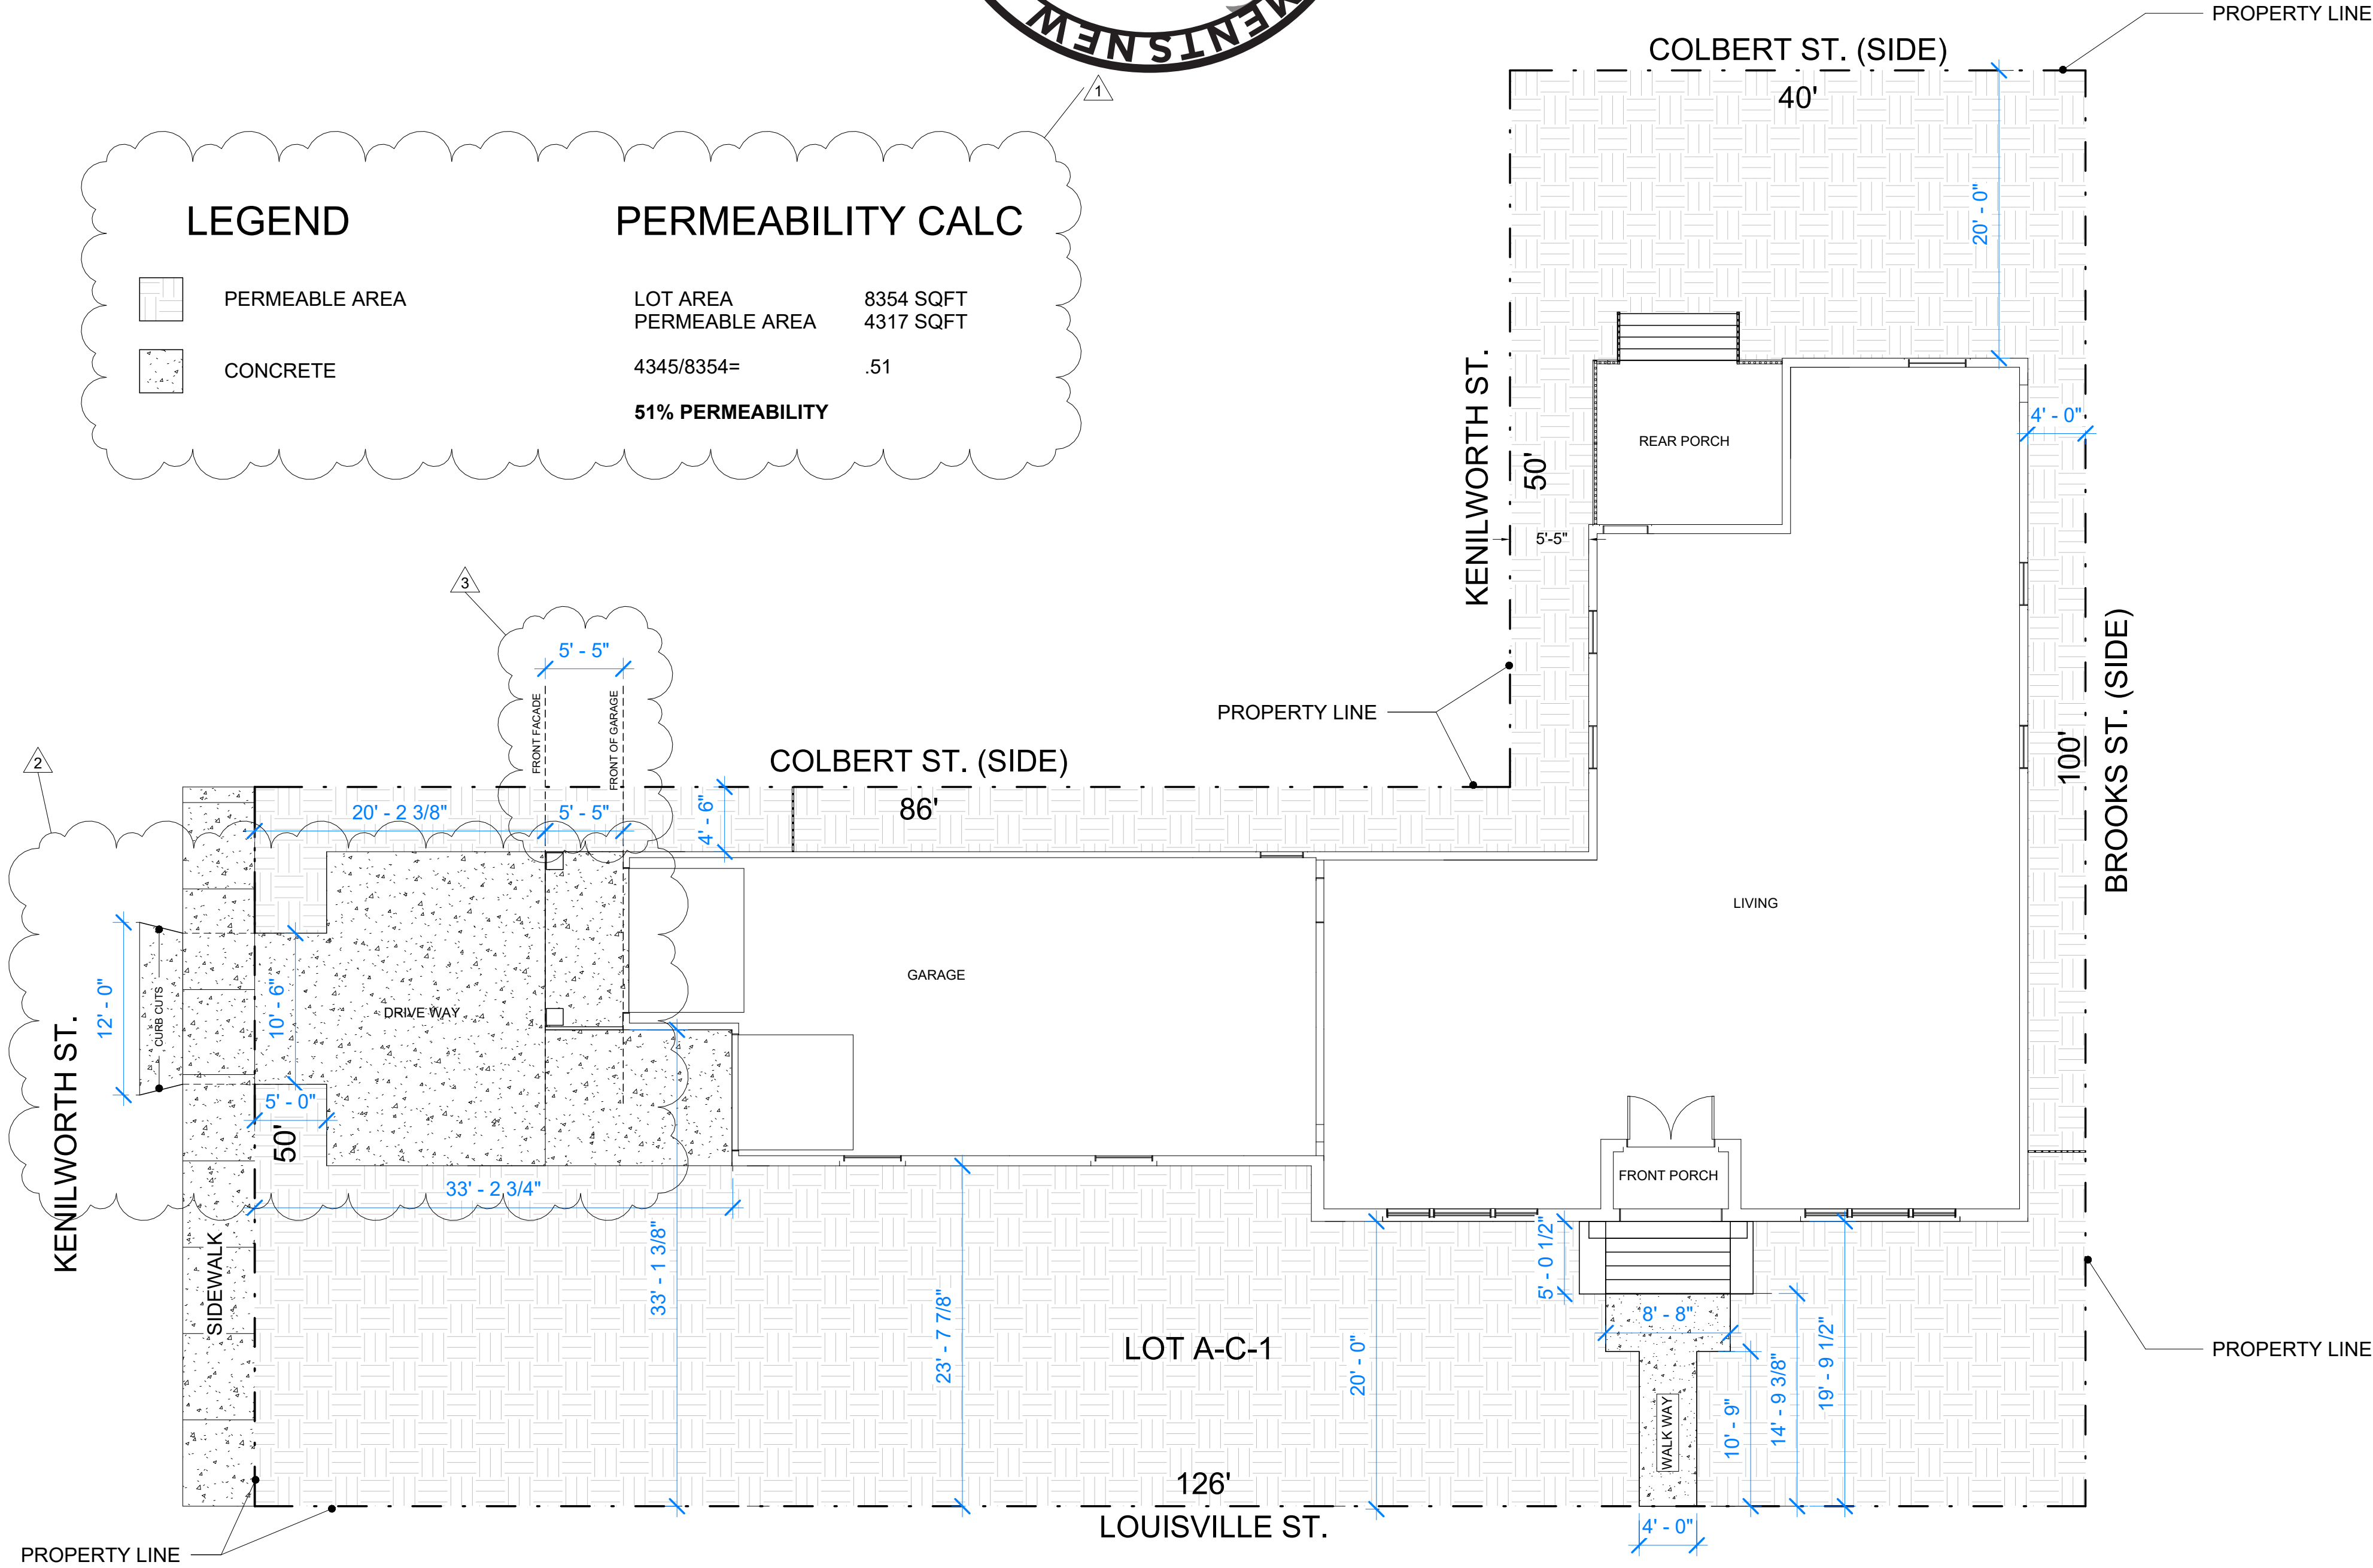 MENTSNEW
PROPERTY LINE
COLBERT ST. (SIDE)
40'
1
20' - 0"
LEGEND
PERMEABILITY CALC
PERMEABLE AREA
CONCRETE
LOT AREA 8354 SQFT
PERMEABLE AREA 4317 SQFT
4345/8354= .51
51% PERMEABILITY
KENILWORTH ST.
50'
REAR PORCH
4' - 0"
5'-5"
3
5' - 5"
FRONT FACADE
FRONT OF GARAGE
PROPERTY LINE
BROOKS ST. (SIDE)
100'
2
COLBERT ST. (SIDE)
86'
20' - 2 3/8"
5' - 5"
4' - 6"
LIVING
GARAGE
DRIVE WAY
12' - 0"
CURB CUTS
10' - 6"
KENILWORTH ST.
5' - 0"
50'
33' - 2 3/4"
SIDEWALK
33' - 1 3/8"
23' - 7 7/8"
FRONT PORCH
5' - 0 1/2"
8' - 8"
LOT A-C-1
20' - 0"
WALK WAY
10' - 9"
14' - 9 3/8"
19' - 9 1/2"
PROPERTY LINE
126'
LOUISVILLE ST.
4' - 0"
PROPERTY LINE